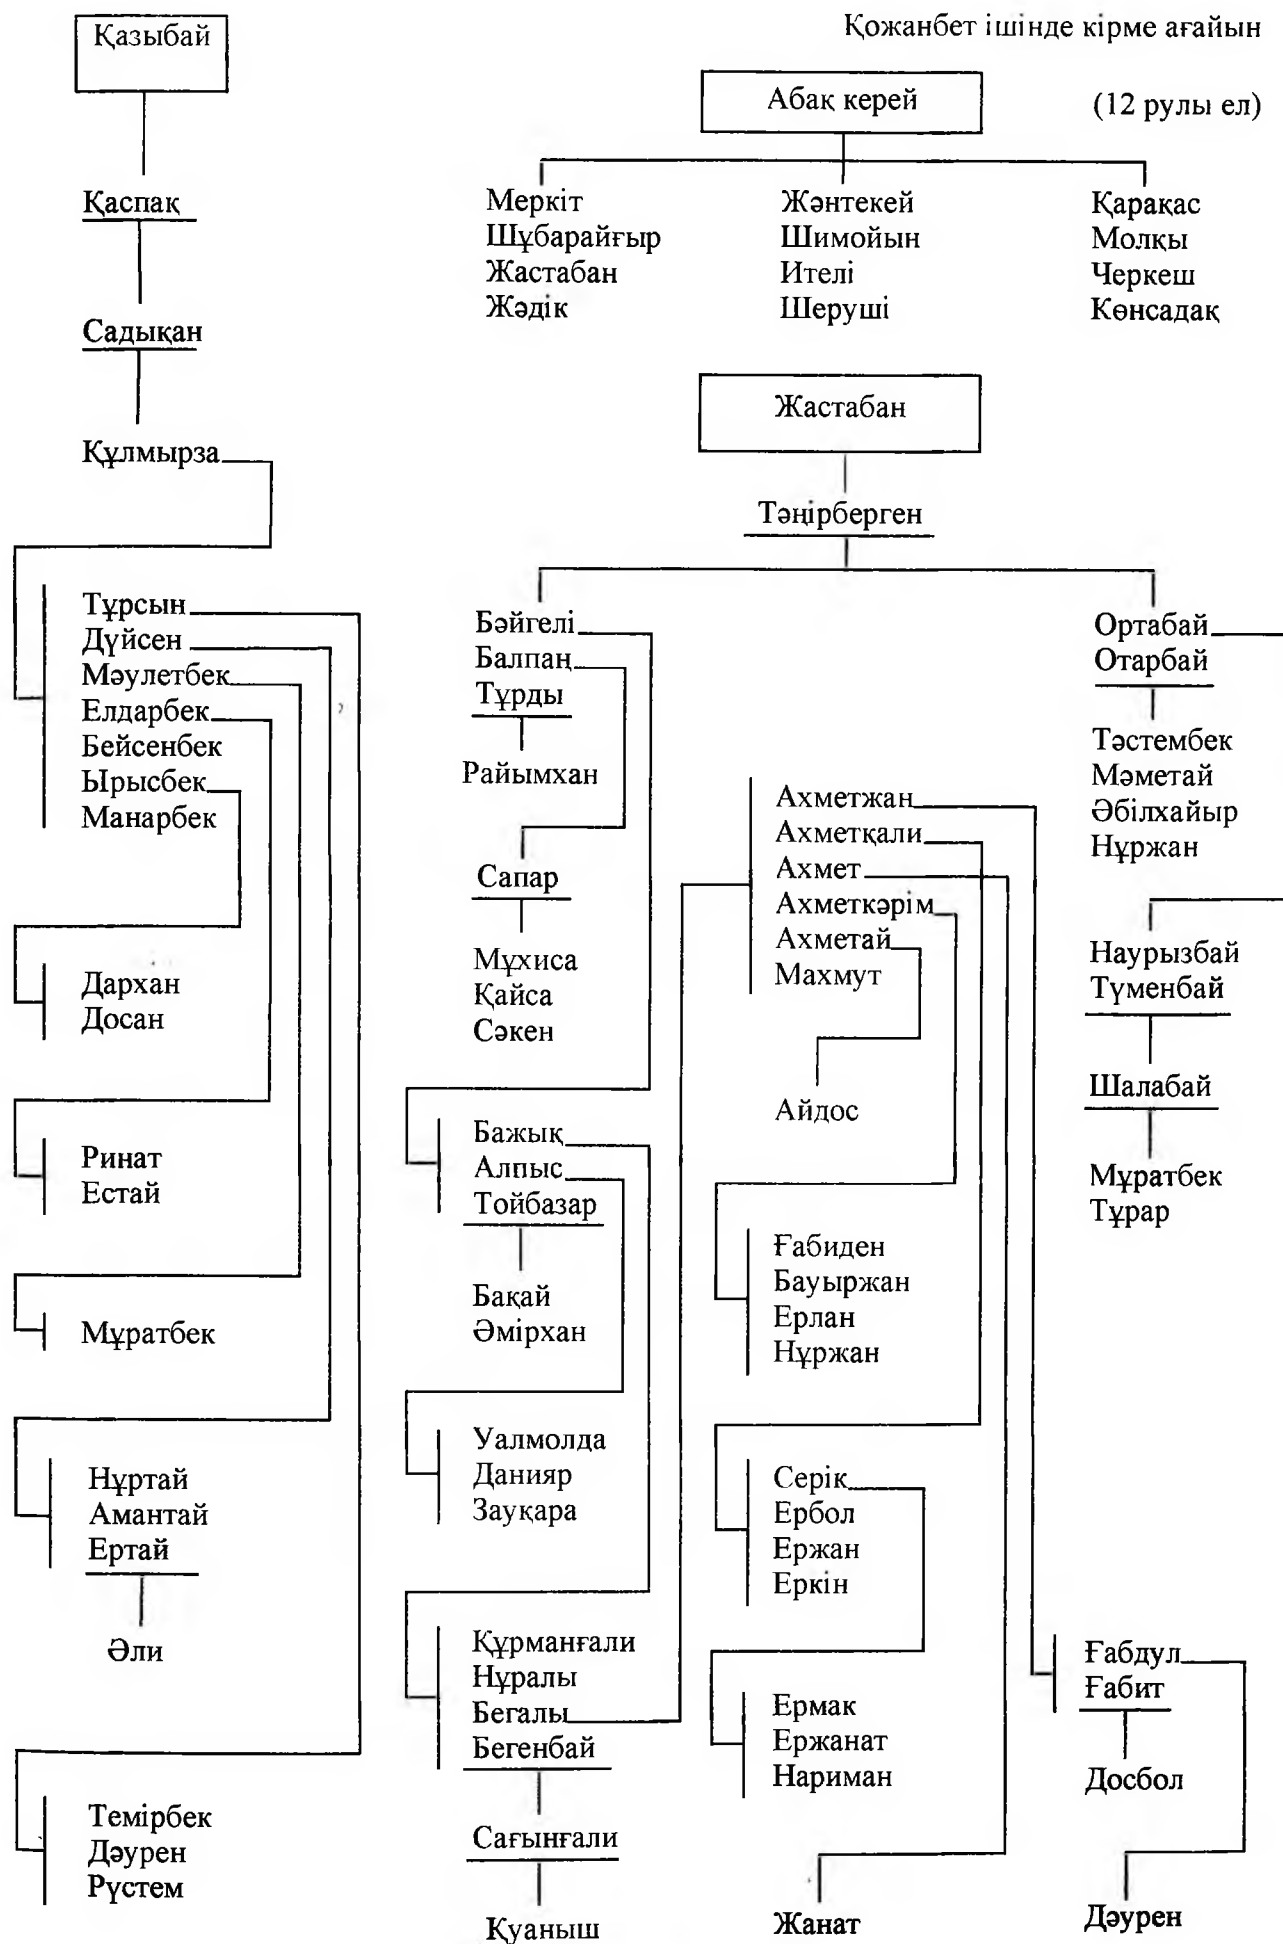 Қазыбай
Қаспақ
Садықан
Құлмырза
Тұрсын
Дүйсен
Мәулетбек
Елдарбек
Бейсенбек
Ырысбек
Манарбек
Дархан
Досан
Ринат
Естай
Мұратбек
Нұртай
Амантай
Ертай
Әли
Темірбек
Дәурен
Рүстем
Қожанбет ішінде кірме ағайын
Абақ керей
(12 рулы ел)
Меркіт
Шұбарайғыр
Жастабан
Жәдік
Жәнтекей
Шимойын
Ителі
Шеруші
Қарақас
Молқы
Черкеш
Көнсадақ
Жастабан
Тәңірберген
Бәйгелі
Балпаң
Тұрды
Райымхан
Сапар
Мұхиса
Қайса
Сәкен
Бажық
Алпыс
Тойбазар
Бақай
Әмірхан
Уалмолда
Данияр
Зауқара
Құрманғали
Нұралы
Бегалы
Бегенбай
Сағынғали
Қуаныш
Ахметжан
Ахметқали
Ахмет
Ахметкәрім
Ахметай
Махмут
Айдос
Ғабиден
Бауыржан
Ерлан
Нұржан
Серік
Ербол
Ержан
Еркін
Ермак
Ержанат
Нариман
Жанат
Ортабай
Отарбай
Тәстембек
Мәметай
Әбілхайыр
Нұржан
Наурызбай
Түменбай
Шалабай
Мұратбек
Тұрар
Ғабдул
Ғабит
Досбол
Дәурен